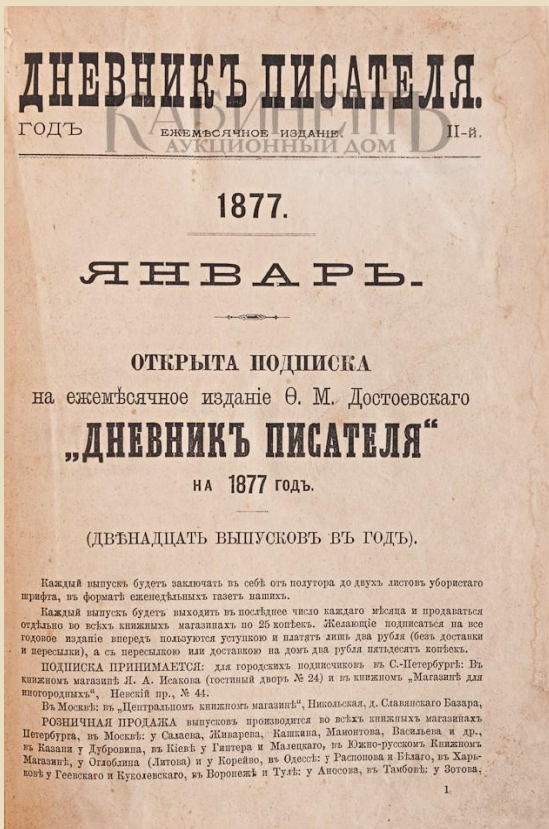 ДНЕВНИКЪ ПИСАТЕЛЯ.
КАБИНЕТЪ
ГОДЪ ЕЖЕМѢСЯЧНОЕ ИЗДАНІЕ. II-й.
АУКЦИОННЫЙ ДОМ
1877.
ЯНВАРЬ.
ОТКРЫТА ПОДПИСКА
на ежемѣсячное изданіе Ѳ. М. Достоевскаго
„ДНЕВНИКЪ ПИСАТЕЛЯ“
НА 1877 ГОДЪ.
(ДВѢНАДЦАТЬ ВЫПУСКОВЪ ВЪ ГОДЪ).
Каждый выпускъ будетъ заключать въ себѣ отъ полутора до двухъ листовъ убористаго
шрифта, въ форматѣ еженедѣльныхъ газетъ нашихъ.
Каждый выпускъ будетъ выходить въ послѣднее число каждаго мѣсяца и продаваться
отдѣльно во всѣхъ книжныхъ магазинахъ по 25 копѣекъ. Желающіе подписаться на все
годовое изданіе впередъ пользуются уступкою и платятъ лишь два рубля (безъ доставки
и пересылки), а съ пересылкою или доставкою на домъ два рубля пятьдесятъ копѣекъ.
ПОДПИСКА ПРИНИМАЕТСЯ: для городскихъ подписчиковъ въ С.-Петербургѣ: Въ
книжномъ магазинѣ Я. А. Исакова (гостиный дворъ № 24) и въ книжномъ „Магазинѣ для
иногородныхъ“, Невскій пр., № 44.
Въ Москвѣ: въ „Центральномъ книжномъ магазинѣ“, Никольская, д. Славянскаго Базара,
РОЗНИЧНАЯ ПРОДАЖА выпусковъ производится во всѣхъ книжныхъ магазинахъ
Петербурга, въ Москвѣ: у Салаева, Живарева, Кашкина, Мамонтова, Васильева и др.,
въ Казани у Дубровина, въ Кіевѣ у Гинтера и Малецкаго, въ Южно-русскомъ Книжномъ
Магазинѣ, у Оглоблина (Литова) и у Корейво, въ Одессѣ: у Распопова и Бѣлаго, въ Харь-
ковѣ у Геевскаго и Куколевскаго, въ Воронежѣ и Тулѣ: у Аносова, въ Тамбовѣ: у Зотова,
1